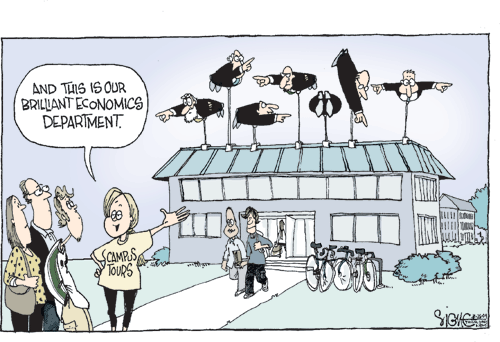 AND THIS IS OUR
BRILLIANT ECONOMICS
DEPARTMENT.
CAMPUS
TOURS